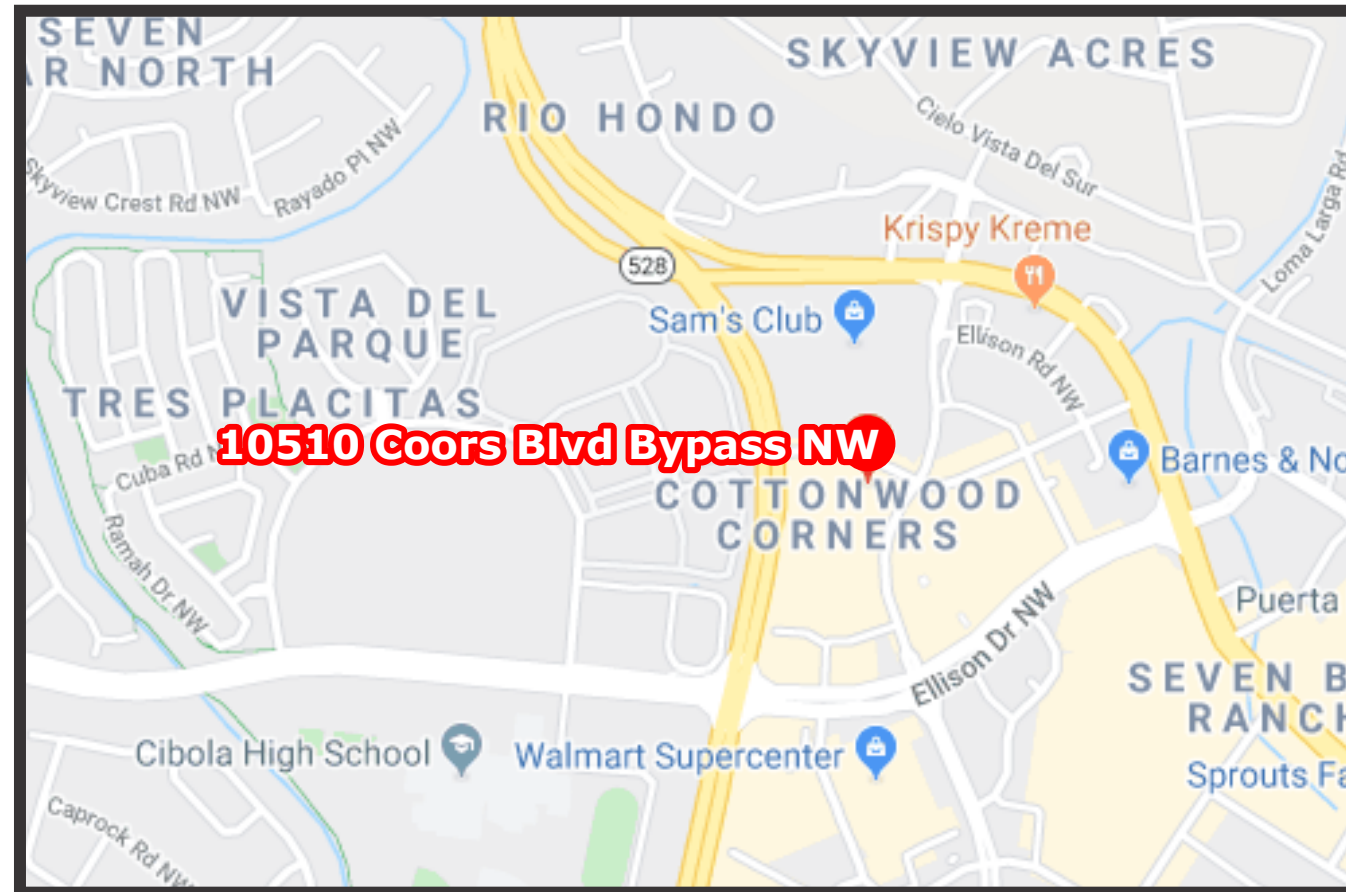 SEVEN
AR NORTH
SKYVIEW ACRES
RIO HONDO
Cielo Vista Del Sur
Rayado Pl NW
Skyview Crest Rd NW
Loma Larga Rd
Krispy Kreme
528
VISTA DEL
PARQUE
Sam's Club
Ellison Rd NW
TRES PLACITAS
10510 Coors Blvd Bypass NW
Cuba Rd
Barnes & No
COTTONWOOD
CORNERS
Ramah Dr NW
Ellison Dr NW
Puerta
SEVEN B
RANCH
Cibola High School
Walmart Supercenter
Sprouts Fa
Caprock Rd NW